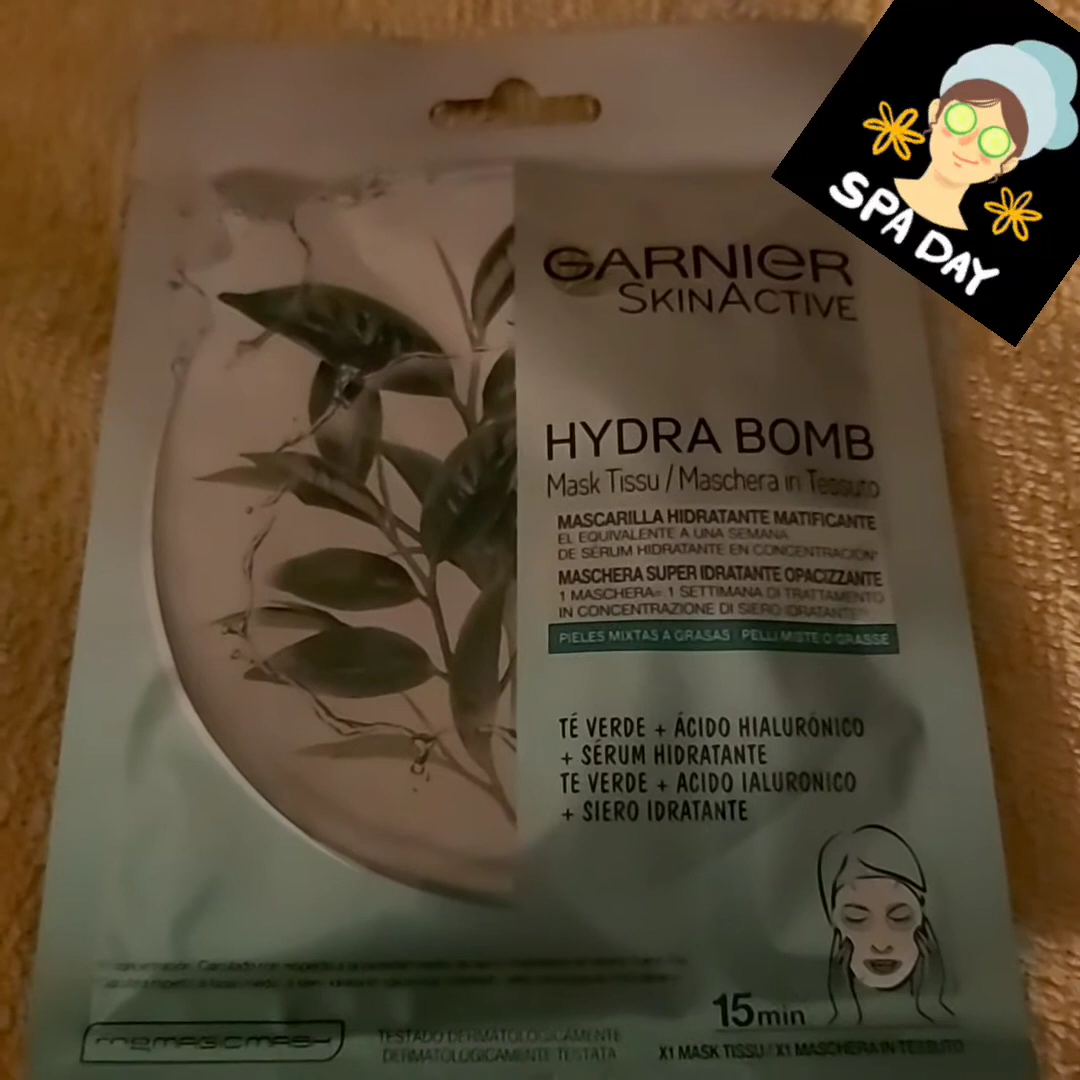 SPA DAY
GARNIER
SKINACTIVE
HYDRA BOMB
Mask Tissu / Maschera in Tessuto
MASCARILLA HIDRATANTE MATIFICANTE
EL EQUIVALENTE A UNA SEMANA
DE SÉRUM HIDRATANTE EN CONCENTRACIÓN*
MASCHERA SUPER IDRATANTE OPACIZZANTE
1 MASCHERA= 1 SETTIMANA DI TRATTAMENTO
IN CONCENTRAZIONE DI SIERO IDRATANTE**
PIELES MIXTAS A GRASAS PELLI MISTE O GRASSE
TÉ VERDE + ÁCIDO HIALURÓNICO
+ SÉRUM HIDRATANTE
TE VERDE + ACIDO IALURONICO
+ SIERO IDRATANTE
15min
TESTADO DERMATOLÓGICAMENTE
DERMATOLOGICAMENTE TESTATA
X1 MASK TISSU / X1 MASCHERA IN TESSUTO